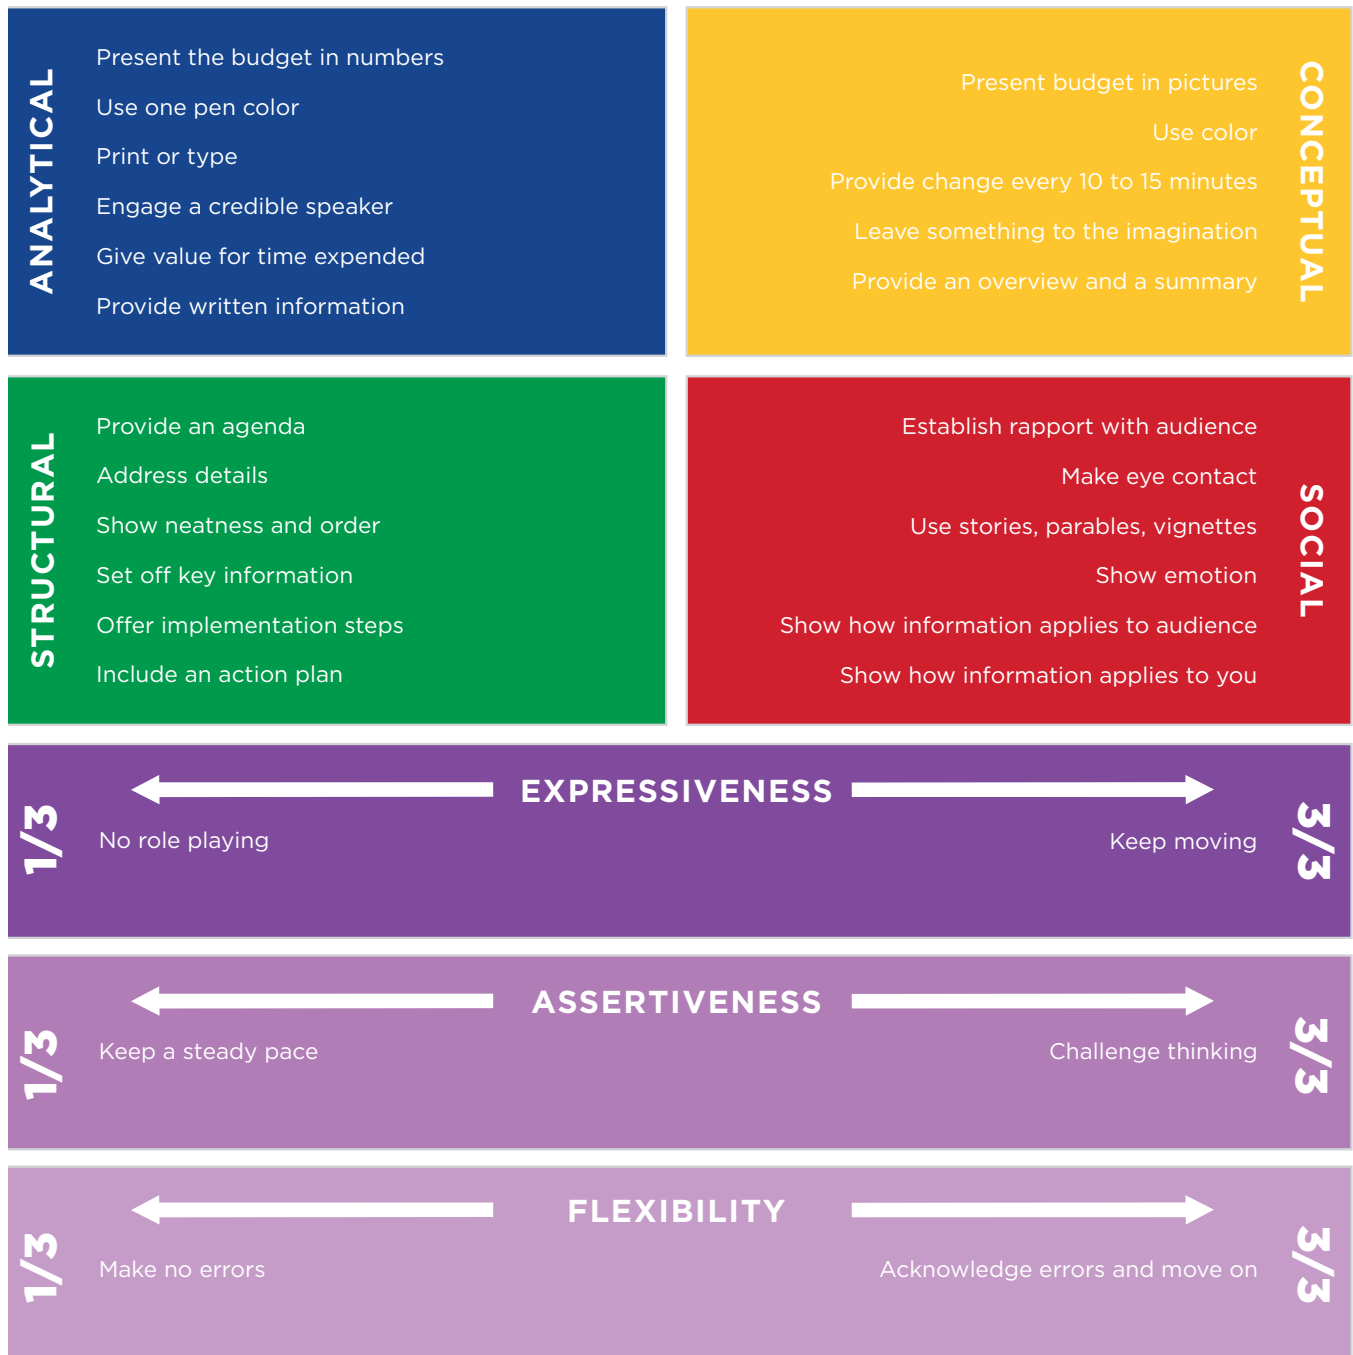 ANALYTICAL
Present the budget in numbers
Use one pen color
Print or type
Engage a credible speaker
Give value for time expended
Provide written information
CONCEPTUAL
Present budget in pictures
Use color
Provide change every 10 to 15 minutes
Leave something to the imagination
Provide an overview and a summary
STRUCTURAL
Provide an agenda
Address details
Show neatness and order
Set off key information
Offer implementation steps
Include an action plan
SOCIAL
Establish rapport with audience
Make eye contact
Use stories, parables, vignettes
Show emotion
Show how information applies to audience
Show how information applies to you
EXPRESSIVENESS
1/3
No role playing
Keep moving
3/3
ASSERTIVENESS
1/3
Keep a steady pace
Challenge thinking
3/3
FLEXIBILITY
1/3
Make no errors
Acknowledge errors and move on
3/3